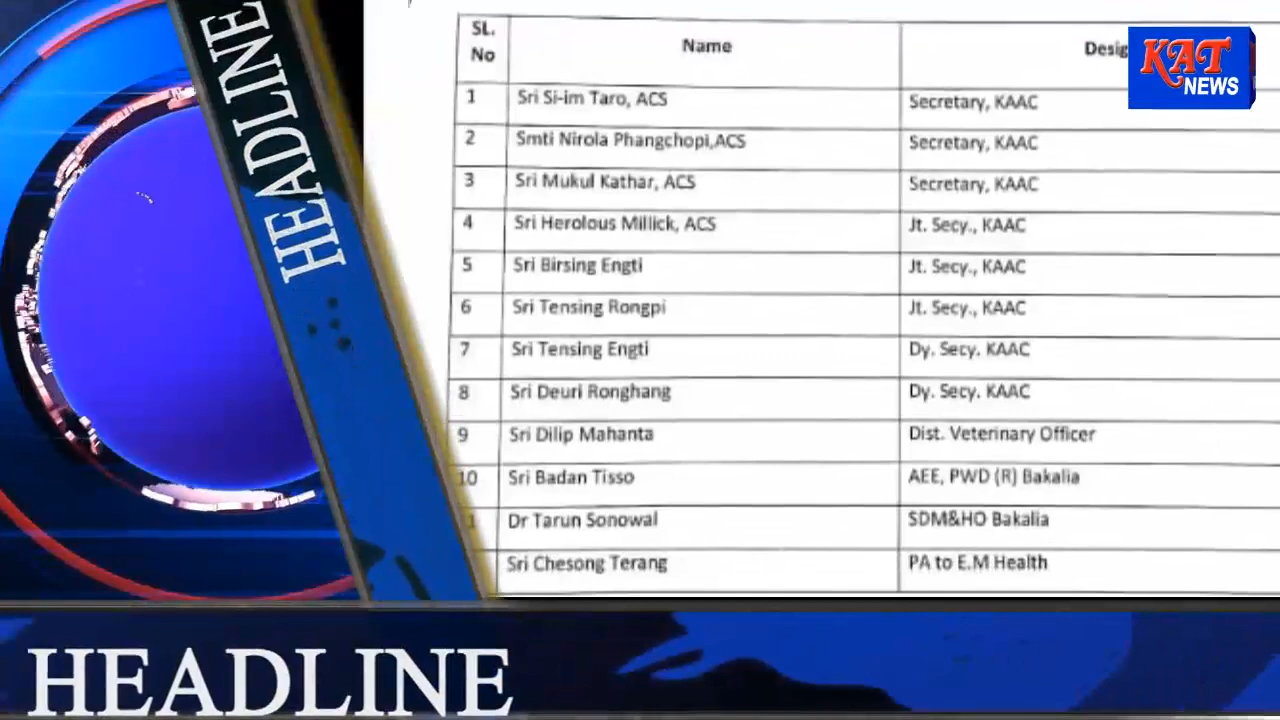 HEADLINE
SL. No Name Desig
1 Sri Si-im Taro, ACS Secretary, KAAC
2 Smti Nirola Phangchopi,ACS Secretary, KAAC
3 Sri Mukul Kathar, ACS Secretary, KAAC
4 Sri Herolous Millick, ACS Jt. Secy., KAAC
5 Sri Birsing Engti Jt. Secy., KAAC
6 Sri Tensing Rongpi Jt. Secy., KAAC
7 Sri Tensing Engti Dy. Secy. KAAC
8 Sri Deuri Ronghang Dy. Secy. KAAC
9 Sri Dilip Mahanta Dist. Veterinary Officer
10 Sri Badan Tisso AEE, PWD (R) Bakalia
1 Dr Tarun Sonowal SDM&HO Bakalia
Sri Chesong Terang PA to E.M Health
KAT
NEWS
HEADLINE